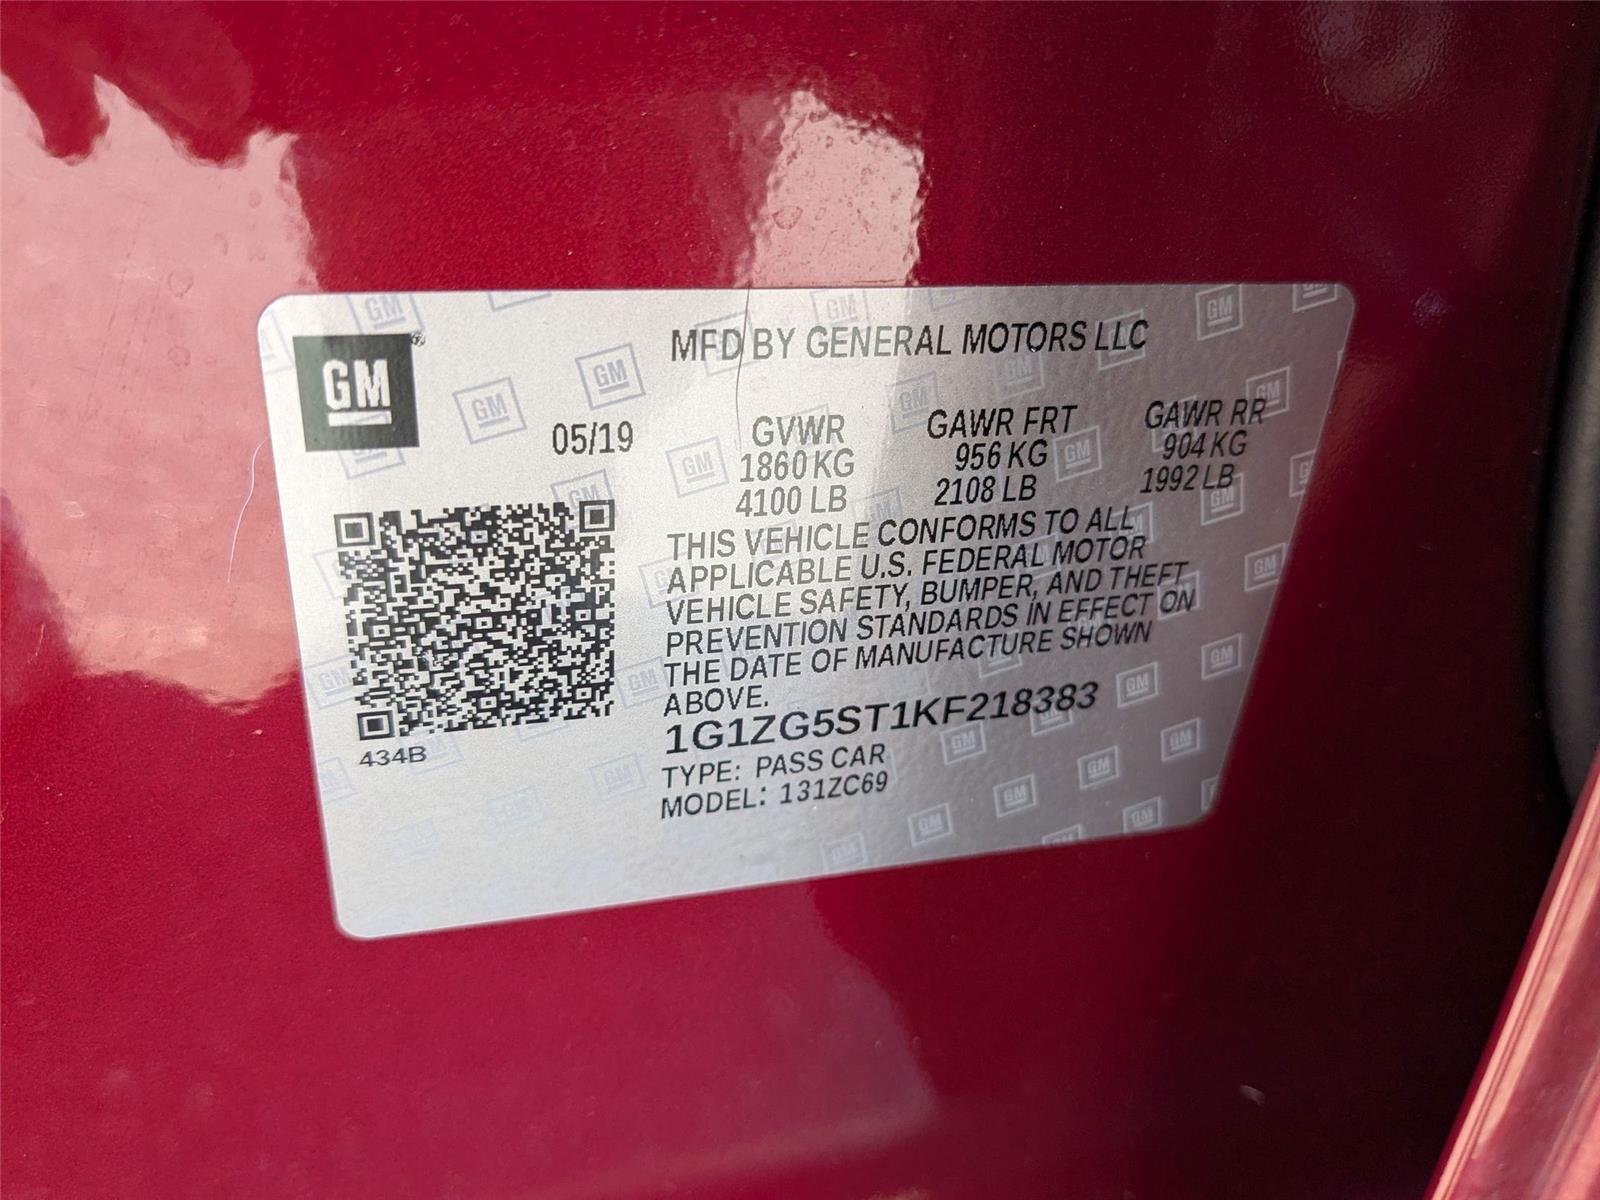 GM
MFD BY GENERAL MOTORS LLC
05/19
GVWR GAWR FRT GAWR RR
1860 KG 956 KG 904 KG
4100 LB 2108 LB 1992 LB
THIS VEHICLE CONFORMS TO ALL
APPLICABLE U.S. FEDERAL MOTOR
VEHICLE SAFETY, BUMPER, AND THEFT
PREVENTION STANDARDS IN EFFECT ON
THE DATE OF MANUFACTURE SHOWN
ABOVE.
1G1ZG5ST1KF218383
TYPE: PASS CAR
MODEL: 131ZC69
434B